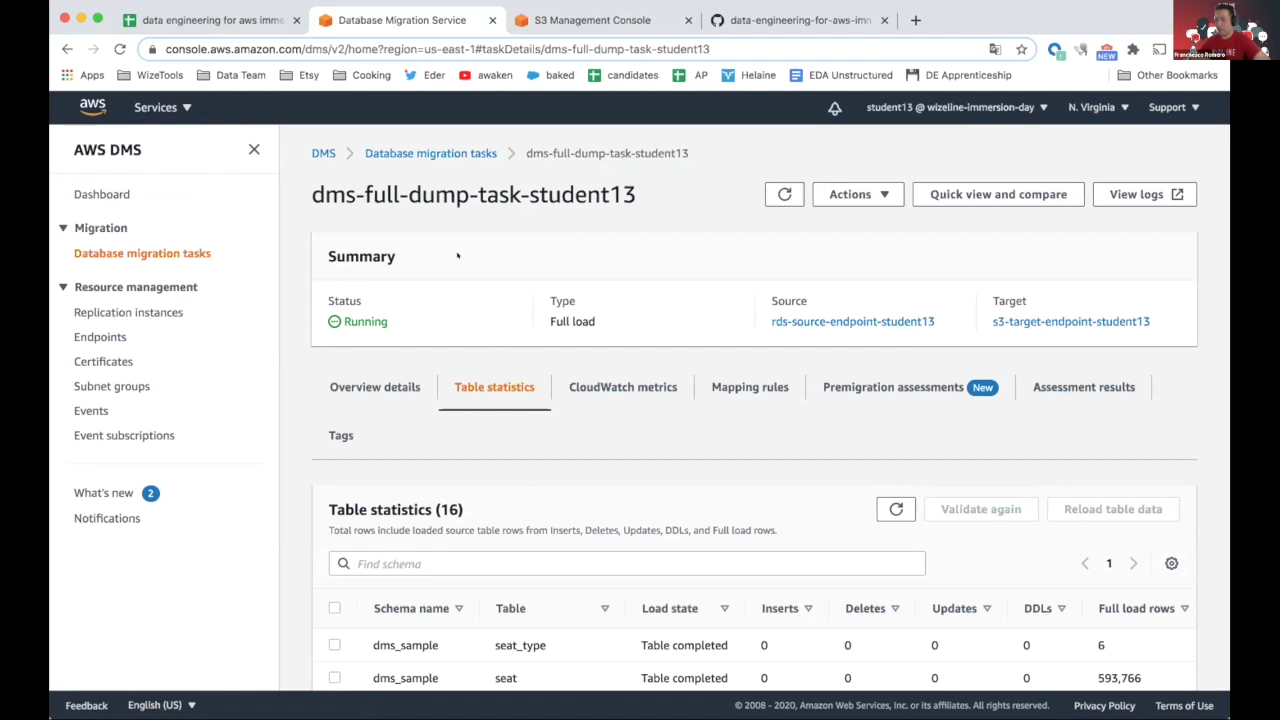 data engineering for aws imm
Database Migration Service
S3 Management Console
data-engineering-for-aws-imm
console.aws.amazon.com/dms/v2/home?region=us-east-1#taskDetails/dms-full-dump-task-student13
NEW
Apps WizeTools Data Team Etsy Cooking Eder awaken baked candidates AP Helaine EDA Unstructured DE Apprenticeship Other Bookmarks
Franchesco Romero
aws Services student13 @ wizeline-immersion-day N. Virginia Support
AWS DMS
Dashboard
Migration
Database migration tasks
Resource management
Replication instances
Endpoints
Certificates
Subnet groups
Events
Event subscriptions
What's new 2
Notifications
DMS Database migration tasks dms-full-dump-task-student13
dms-full-dump-task-student13
Actions Quick view and compare View logs
Summary
Status Type Source Target
Running Full load rds-source-endpoint-student13 s3-target-endpoint-student13
Overview details Table statistics CloudWatch metrics Mapping rules Premigration assessments New Assessment results
Tags
Table statistics (16) Validate again Reload table data
Total rows include loaded source table rows from Inserts, Deletes, Updates, DDLs, and Full load rows.
Find schema 1
Schema name Table Load state Inserts Deletes Updates DDLs Full load rows
dms_sample seat_type Table completed 0 0 0 0 6
dms_sample seat Table completed 0 0 0 0 593,766
Feedback English (US) © 2008 - 2020, Amazon Web Services, Inc. or its affiliates. All rights reserved. Privacy Policy Terms of Use